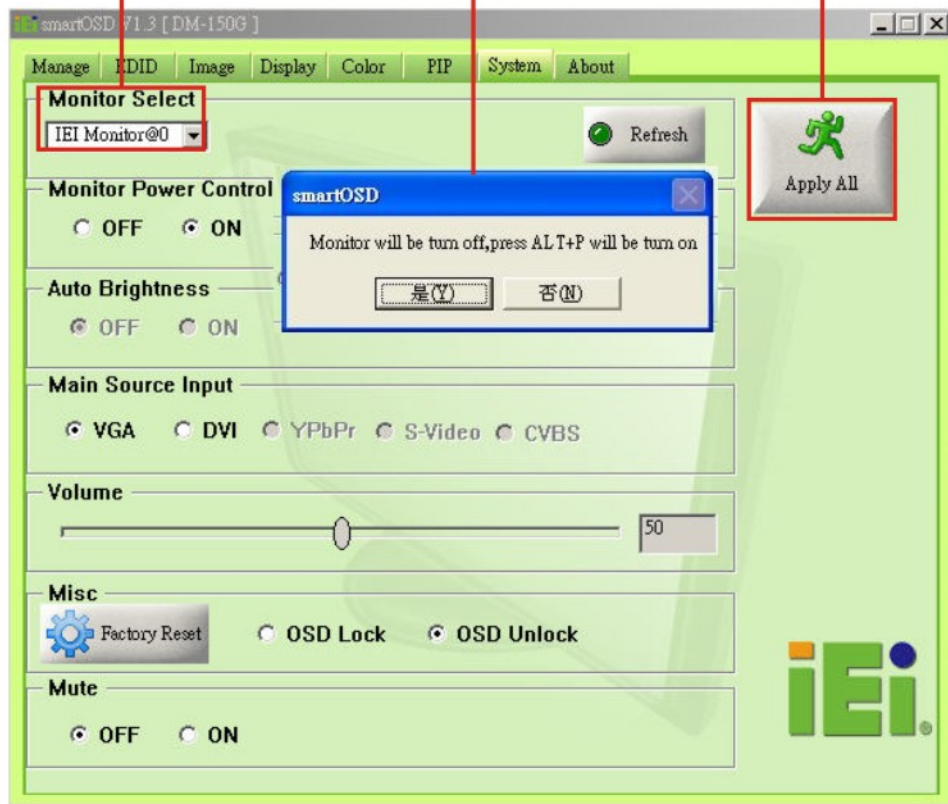 smartOSD V1.3 [ DM-150G ]
Manage EDID Image Display Color PIP System About
Monitor Select
IEI Monitor@0
Refresh
Apply All
Monitor Power Control
OFF ON
smartOSD
Monitor will be turn off,press ALT+P will be turn on
是(Y) 否(N)
Auto Brightness
OFF ON
Main Source Input
VGA DVI YPbPr S-Video CVBS
Volume
50
Misc
Factory Reset OSD Lock OSD Unlock
Mute
OFF ON
iEi